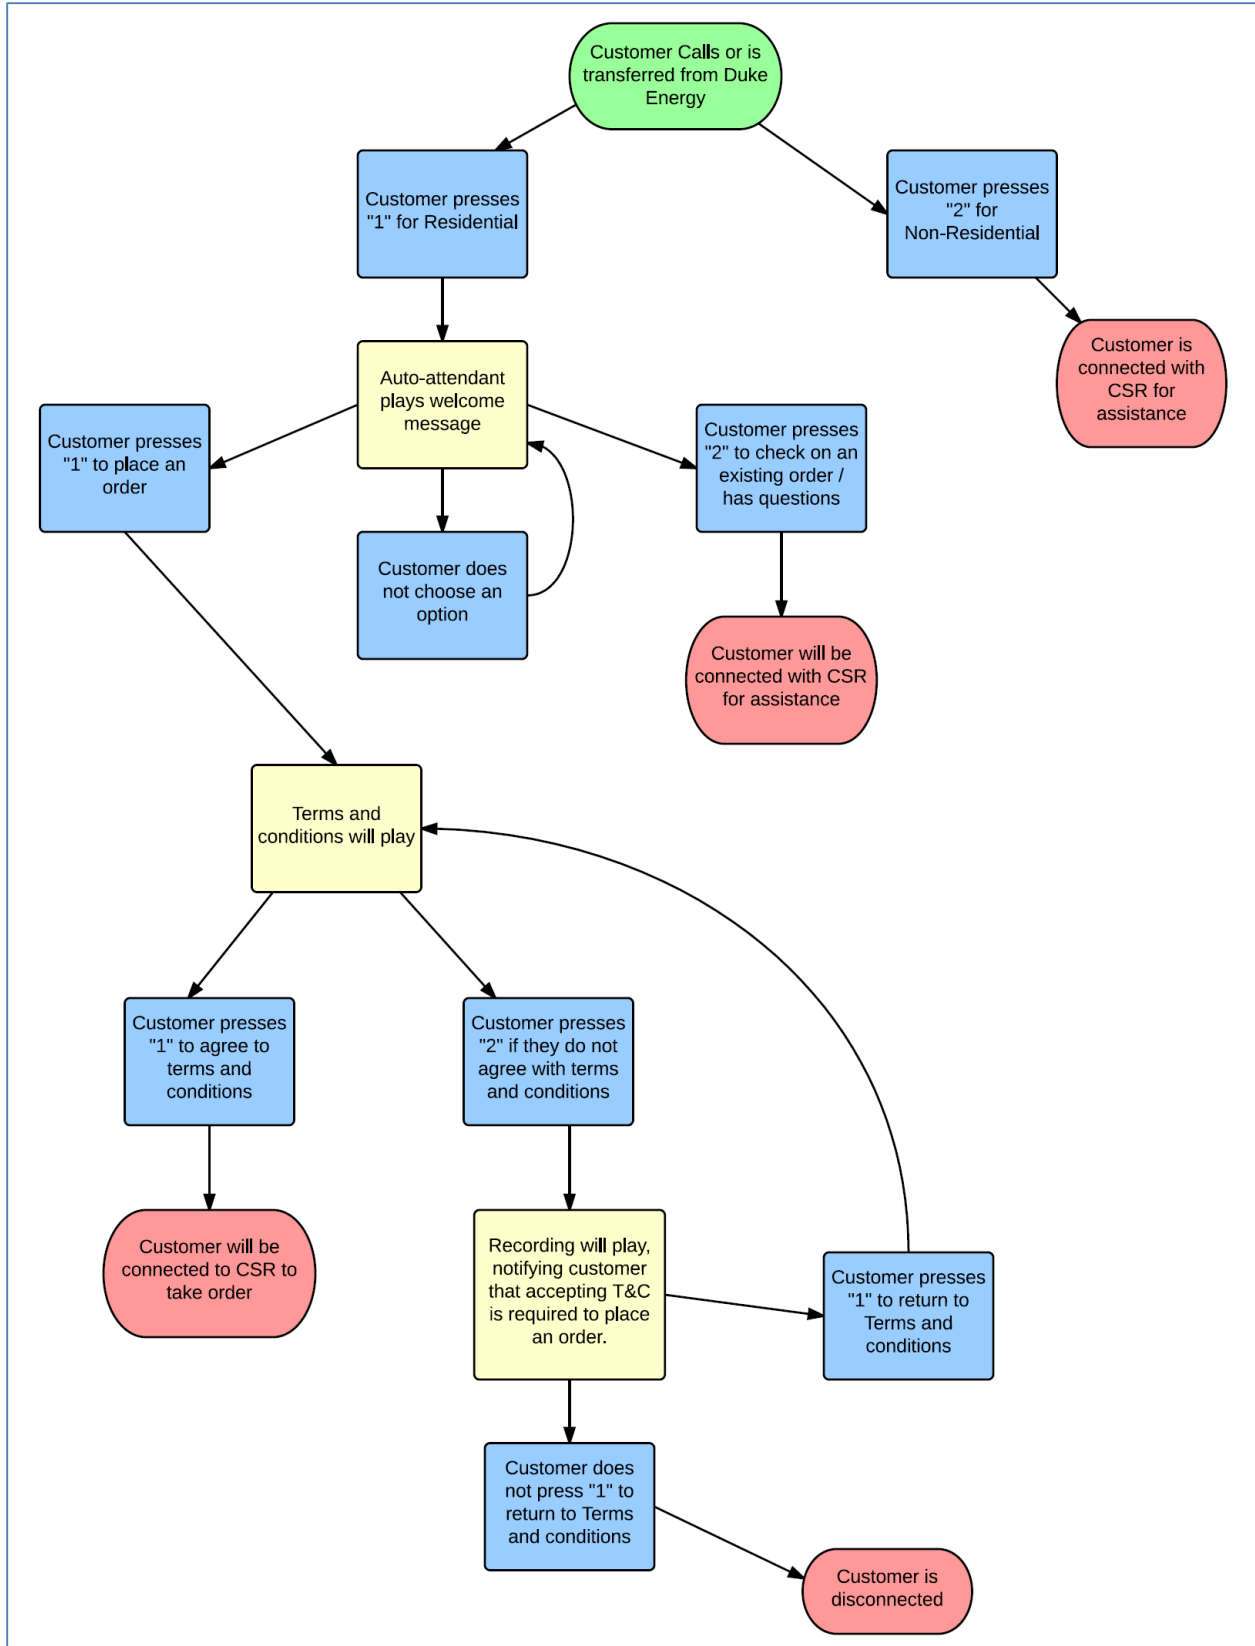 Customer Calls or is
transferred from Duke
Energy
Customer presses
"1" for Residential
Customer presses
"2" for
Non-Residential
Customer is
connected with
CSR for
assistance
Auto-attendant
plays welcome
message
Customer presses
"1" to place an
order
Customer presses
"2" to check on an
existing order /
has questions
Customer does
not choose an
option
Customer will be
connected with CSR
for assistance
Terms and
conditions will play
Customer presses
"1" to agree to
terms and
conditions
Customer presses
"2" if they do not
agree with terms
and conditions
Customer will be
connected to CSR to
take order
Recording will play,
notifying customer
that accepting T&C
is required to place
an order.
Customer presses
"1" to return to
Terms and
conditions
Customer does
not press "1" to
return to Terms
and conditions
Customer is
disconnected